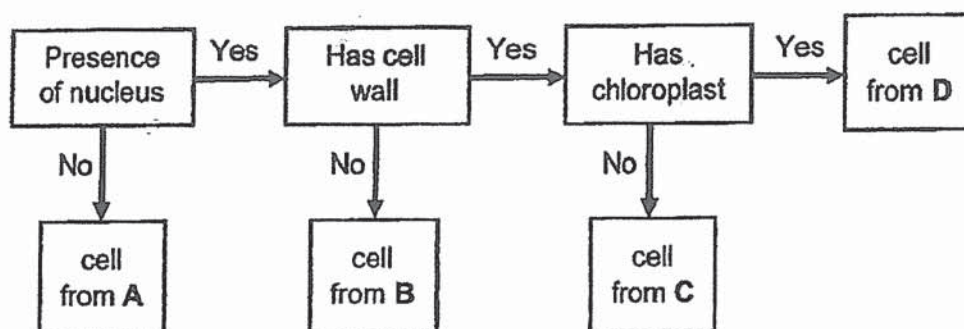 Presence
of nucleus
Yes
Has cell
wall
Yes
Has
chloroplast
Yes
cell
from D
No
No
No
cell
from A
cell
from B
cell
from C